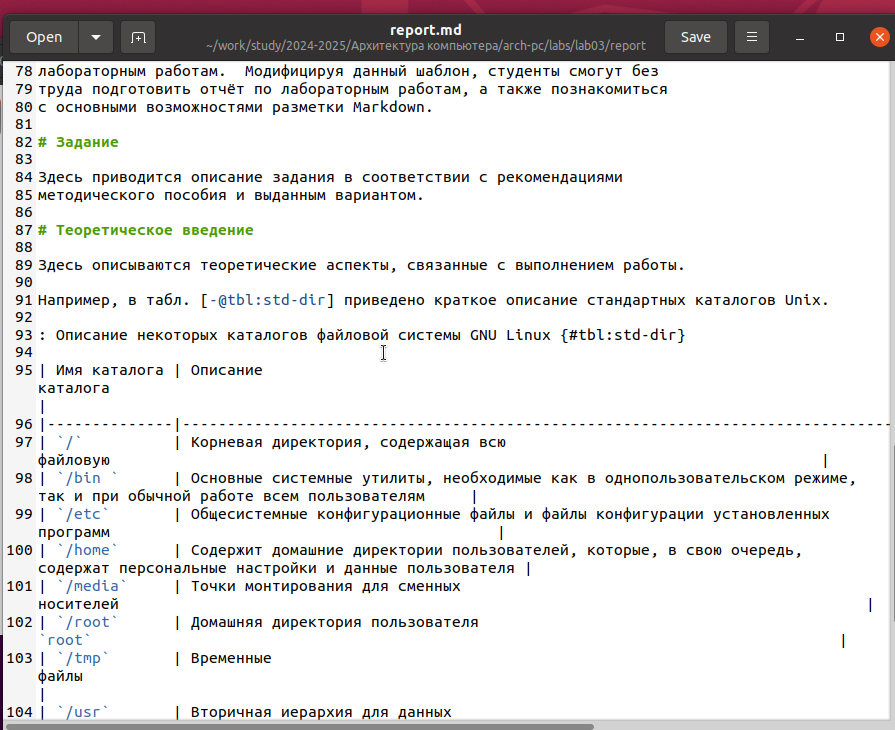 Open
report.md
~/work/study/2024-2025/Архитектура компьютера/arch-pc/labs/lab03/report
Save
78 лабораторным работам.  Модифицируя данный шаблон, студенты смогут без
79 труда подготовить отчёт по лабораторным работам, а также познакомиться
80 с основными возможностями разметки Markdown.
81
82 # Задание
83
84 Здесь приводится описание задания в соответствии с рекомендациями
85 методического пособия и выданным вариантом.
86
87 # Теоретическое введение
88
89 Здесь описываются теоретические аспекты, связанные с выполнением работы.
90
91 Например, в табл. [-@tbl:std-dir] приведено краткое описание стандартных каталогов Unix.
92
93 : Описание некоторых каталогов файловой системы GNU Linux {#tbl:std-dir}
94
95 | Имя каталога | Описание
каталога
|
96 |--------------|-------------------------------------------------------------------------------
97 | `/`          | Корневая директория, содержащая всю
файловую |
98 | `/bin `      | Основные системные утилиты, необходимые как в однопользовательском режиме,
так и при обычной работе всем пользователям     |
99 | `/etc`       | Общесистемные конфигурационные файлы и файлы конфигурации установленных
программ |
100 | `/home`      | Содержит домашние директории пользователей, которые, в свою очередь,
содержат персональные настройки и данные пользователя |
101 | `/media`     | Точки монтирования для сменных
носителей |
102 | `/root`      | Домашняя директория пользователя
`root` |
103 | `/tmp`       | Временные
файлы
|
104 | `/usr`       | Вторичная иерархия для данных